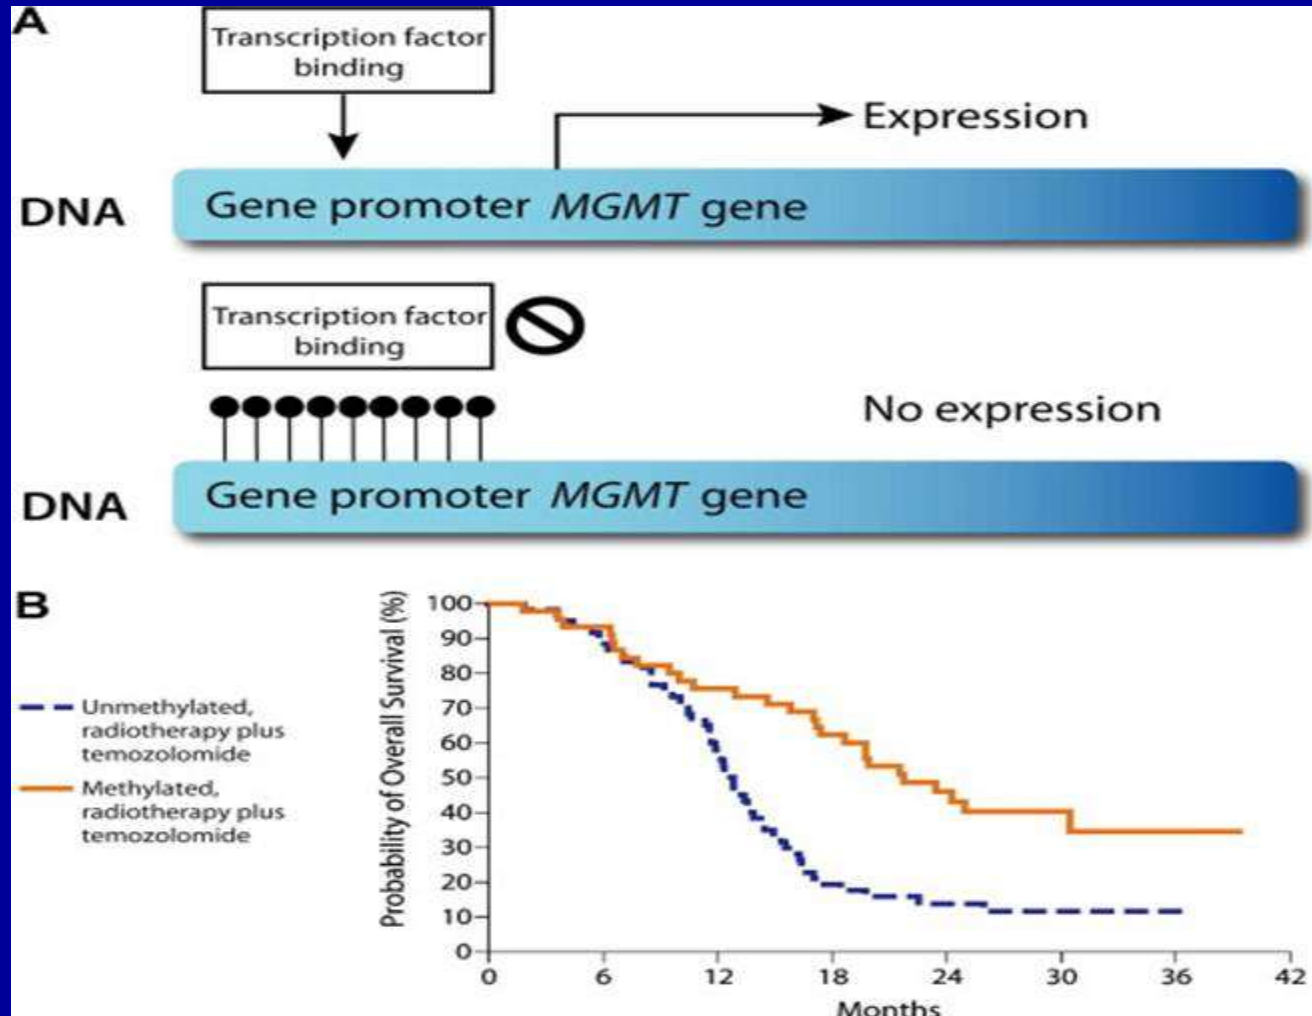 A
Transcription factor
binding
Expression
DNA
Gene promoter MGMT gene
Transcription factor
binding
No expression
DNA
Gene promoter MGMT gene
B
Unmethylated,
radiotherapy plus
temozolomide
Methylated,
radiotherapy plus
temozolomide
Probability of Overall Survival (%)
100
90
80
70
60
50
40
30
20
10
0
0 6 12 18 24 30 36 42
Months